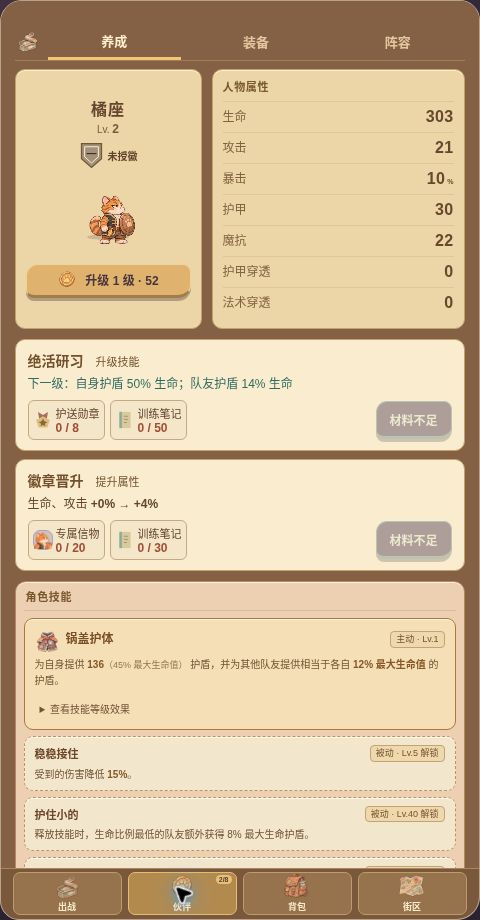 养成
装备
阵容
橘座
Lv. 2
未授徽
升级 1 级 · 52
人物属性
生命 303
攻击 21
暴击 10 %
护甲 30
魔抗 22
护甲穿透 0
法术穿透 0
绝活研习 升级技能
下一级：自身护盾 50% 生命；队友护盾 14% 生命
护送勋章
0 / 8
训练笔记
0 / 50
材料不足
徽章晋升 提升属性
生命、攻击 +0% → +4%
专属信物
0 / 20
训练笔记
0 / 30
材料不足
角色技能
锅盖护体
主动 · Lv.1
为自身提供 136（45% 最大生命值） 护盾，并为其他队友提供相当于各自 12% 最大生命值 的
护盾。
▶ 查看技能等级效果
稳稳接住
被动 · Lv.5 解锁
受到的伤害降低 15%。
护住小的
被动 · Lv.40 解锁
释放技能时，生命比例最低的队友额外获得 8% 最大生命护盾。
出战
伙伴
2/8
背包
街区